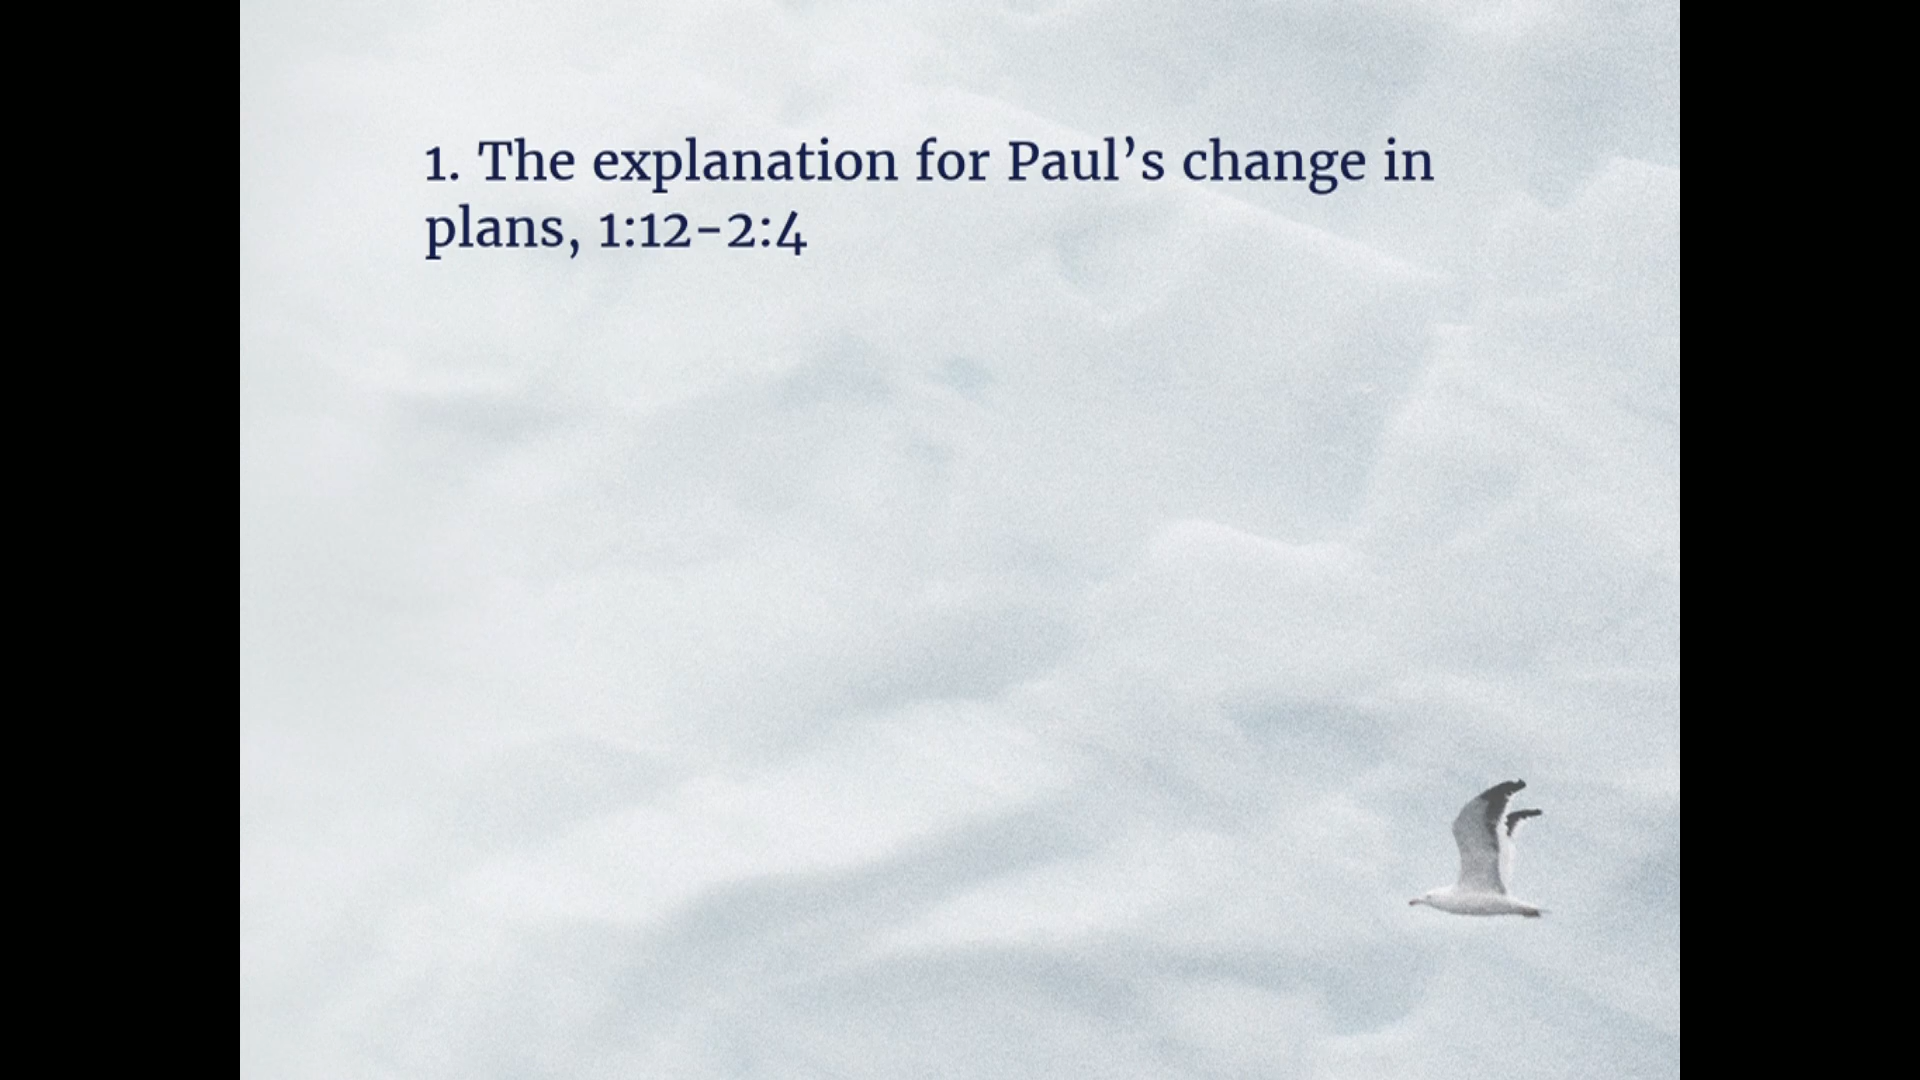 1. The explanation for Paul’s change in
plans, 1:12–2:4